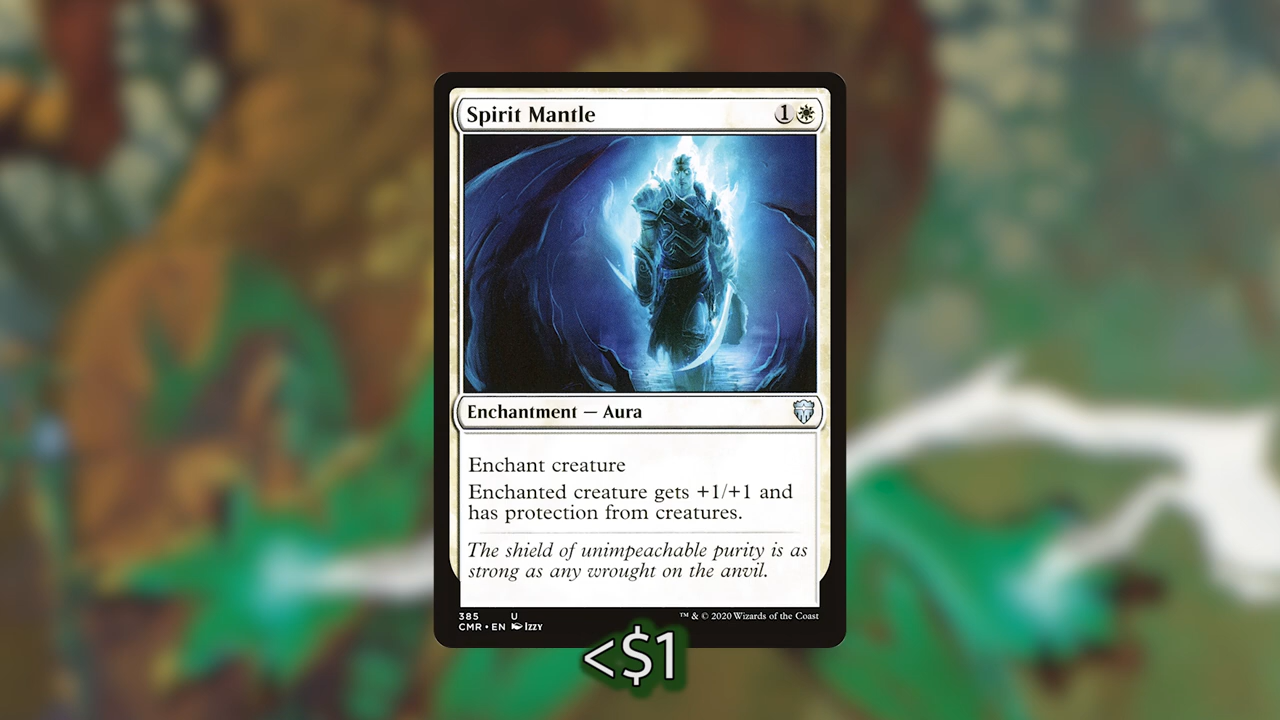 Spirit Mantle 1
Enchantment — Aura
Enchant creature
Enchanted creature gets +1/+1 and
has protection from creatures.
The shield of unimpeachable purity is as
strong as any wrought on the anvil.
385 U
CMR • EN Izzy
™ & © 2020 Wizards of the Coast
<$1